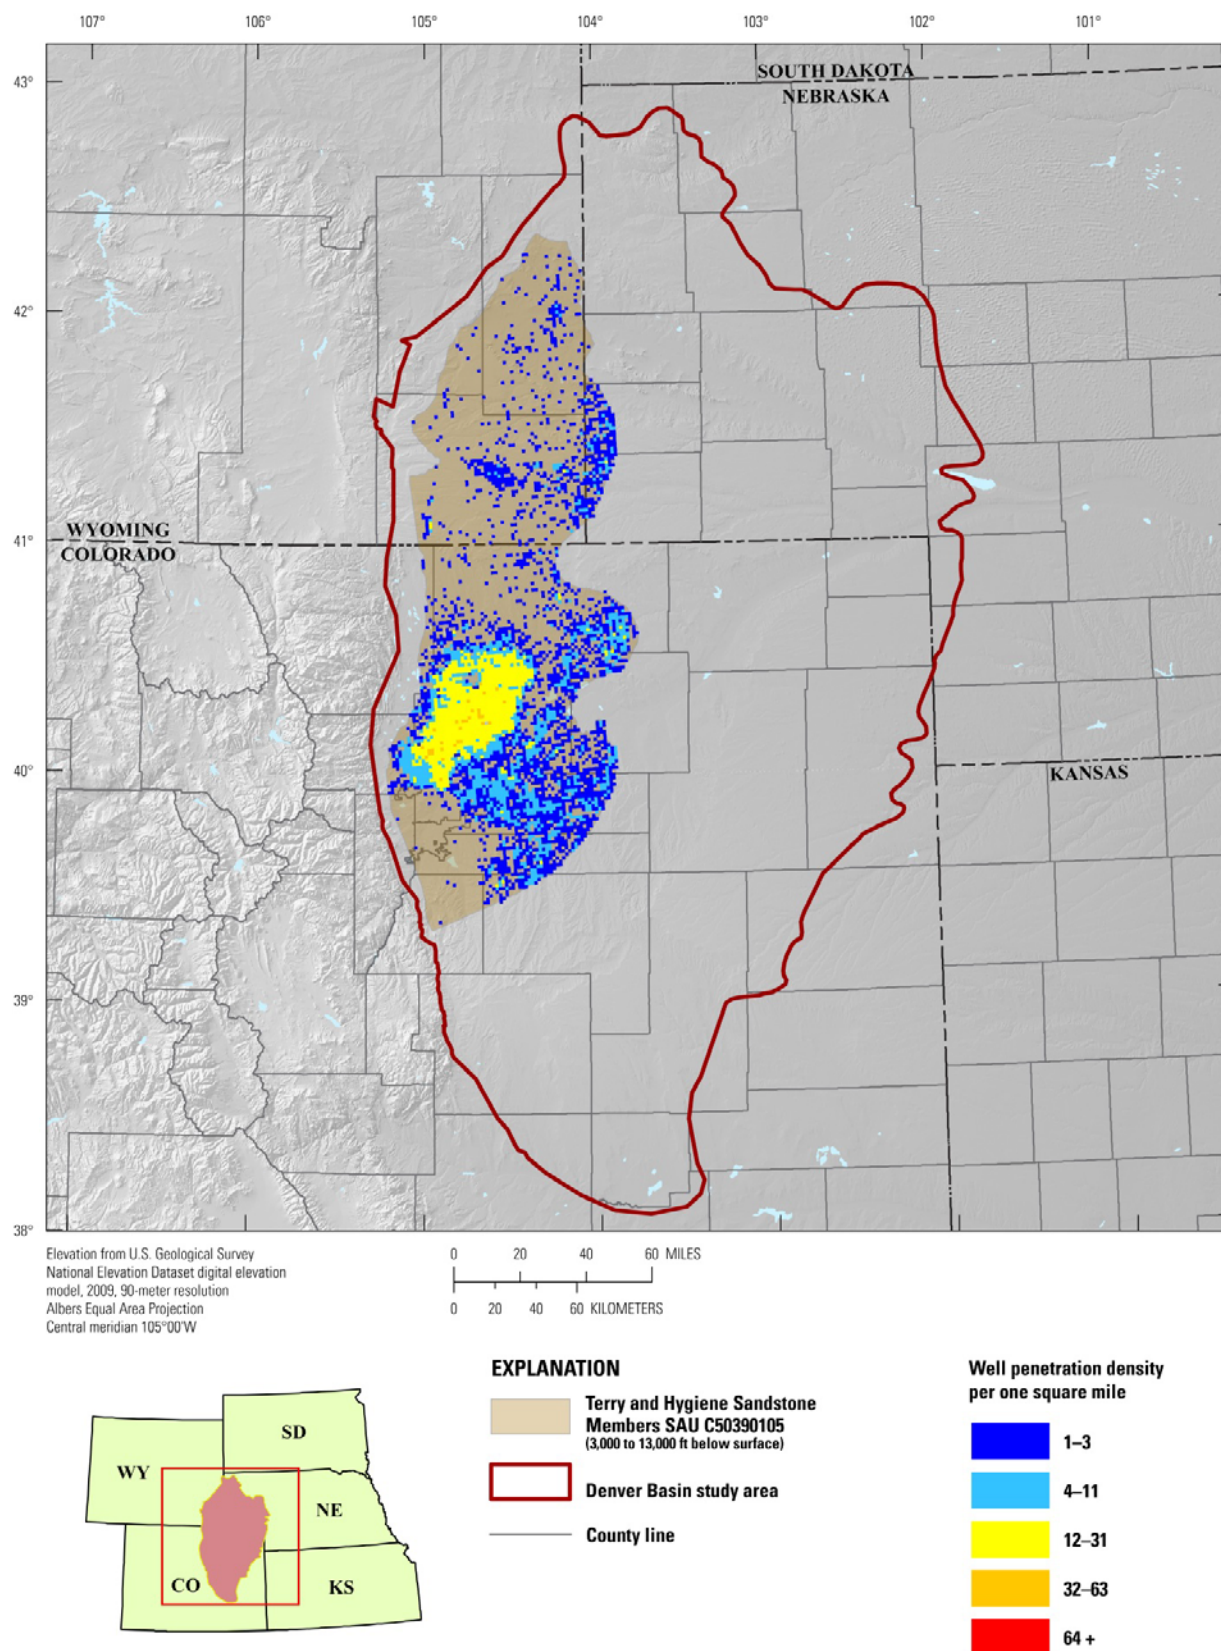 107° 106° 105° 104° 103° 102° 101°
43°
SOUTH DAKOTA
NEBRASKA
42°
41°
WYOMING
COLORADO
40°
KANSAS
39°
38°
Elevation from U.S. Geological Survey
National Elevation Dataset digital elevation
model, 2009, 90-meter resolution
Albers Equal Area Projection
Central meridian 105°00'W
0 20 40 60 MILES
0 20 40 60 KILOMETERS
EXPLANATION
Terry and Hygiene Sandstone
Members SAU C50390105
(3,000 to 13,000 ft below surface)
Denver Basin study area
County line
Well penetration density
per one square mile
1–3
4–11
12–31
32–63
64 +
SD
WY
NE
CO
KS